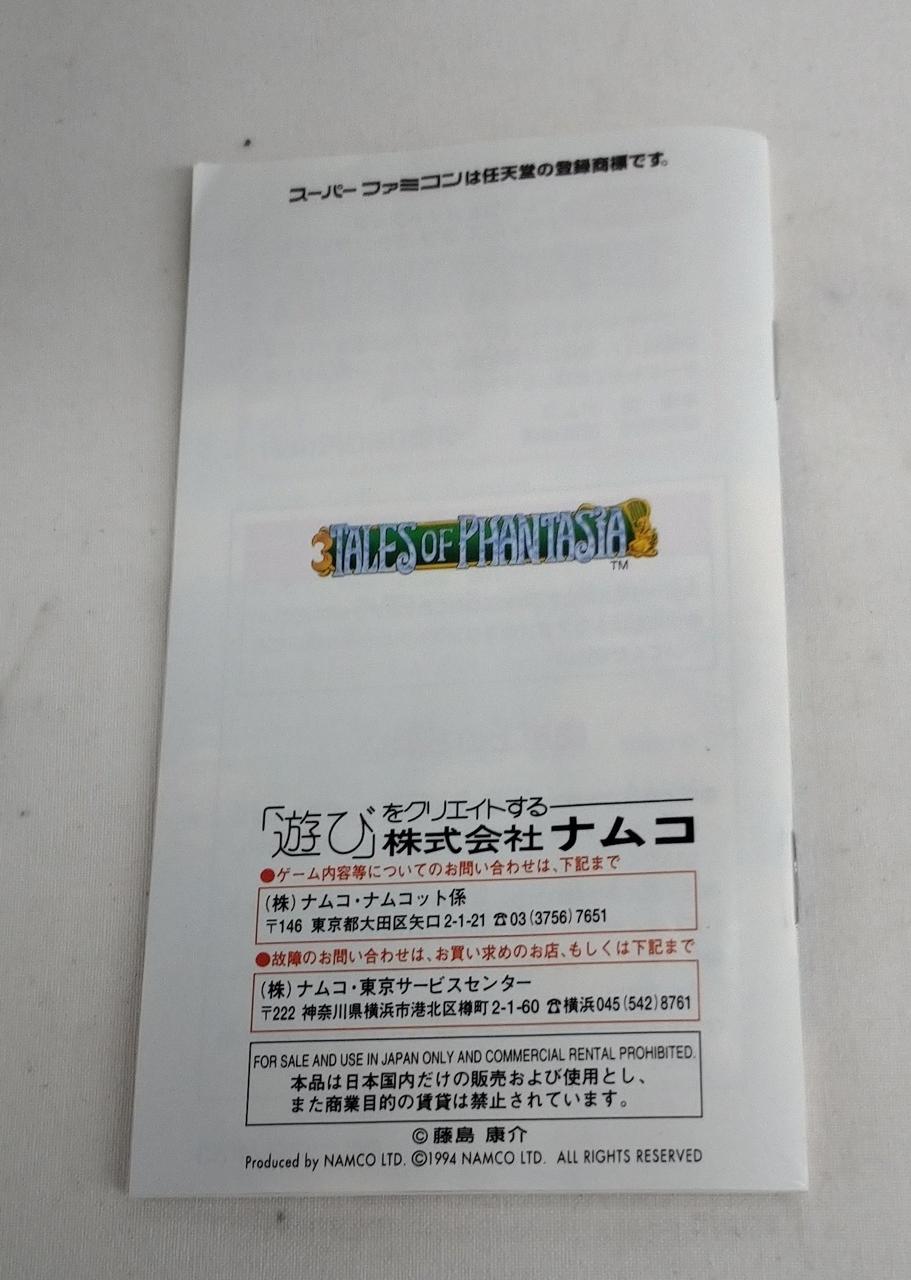 スーパーファミコンは任天堂の登録商標です。
TALES OF PHANTASIA
TM
「遊び」をクリエイトする
株式会社ナムコ
●ゲーム内容等についてのお問い合わせは、下記まで
(株)ナムコ・ナムコット係
〒146 東京都大田区矢口2-1-21 ☎03(3756)7651
●故障のお問い合わせは、お買い求めのお店、もしくは下記まで
(株)ナムコ・東京サービスセンター
〒222 神奈川県横浜市港北区樽町2-1-60 ☎横浜045(542)8761
FOR SALE AND USE IN JAPAN ONLY AND COMMERCIAL RENTAL PROHIBITED.
本品は日本国内だけの販売および使用とし、
また商業目的の賃貸は禁止されています。
©藤島 康介
Produced by NAMCO LTD. ©1994 NAMCO LTD. ALL RIGHTS RESERVED